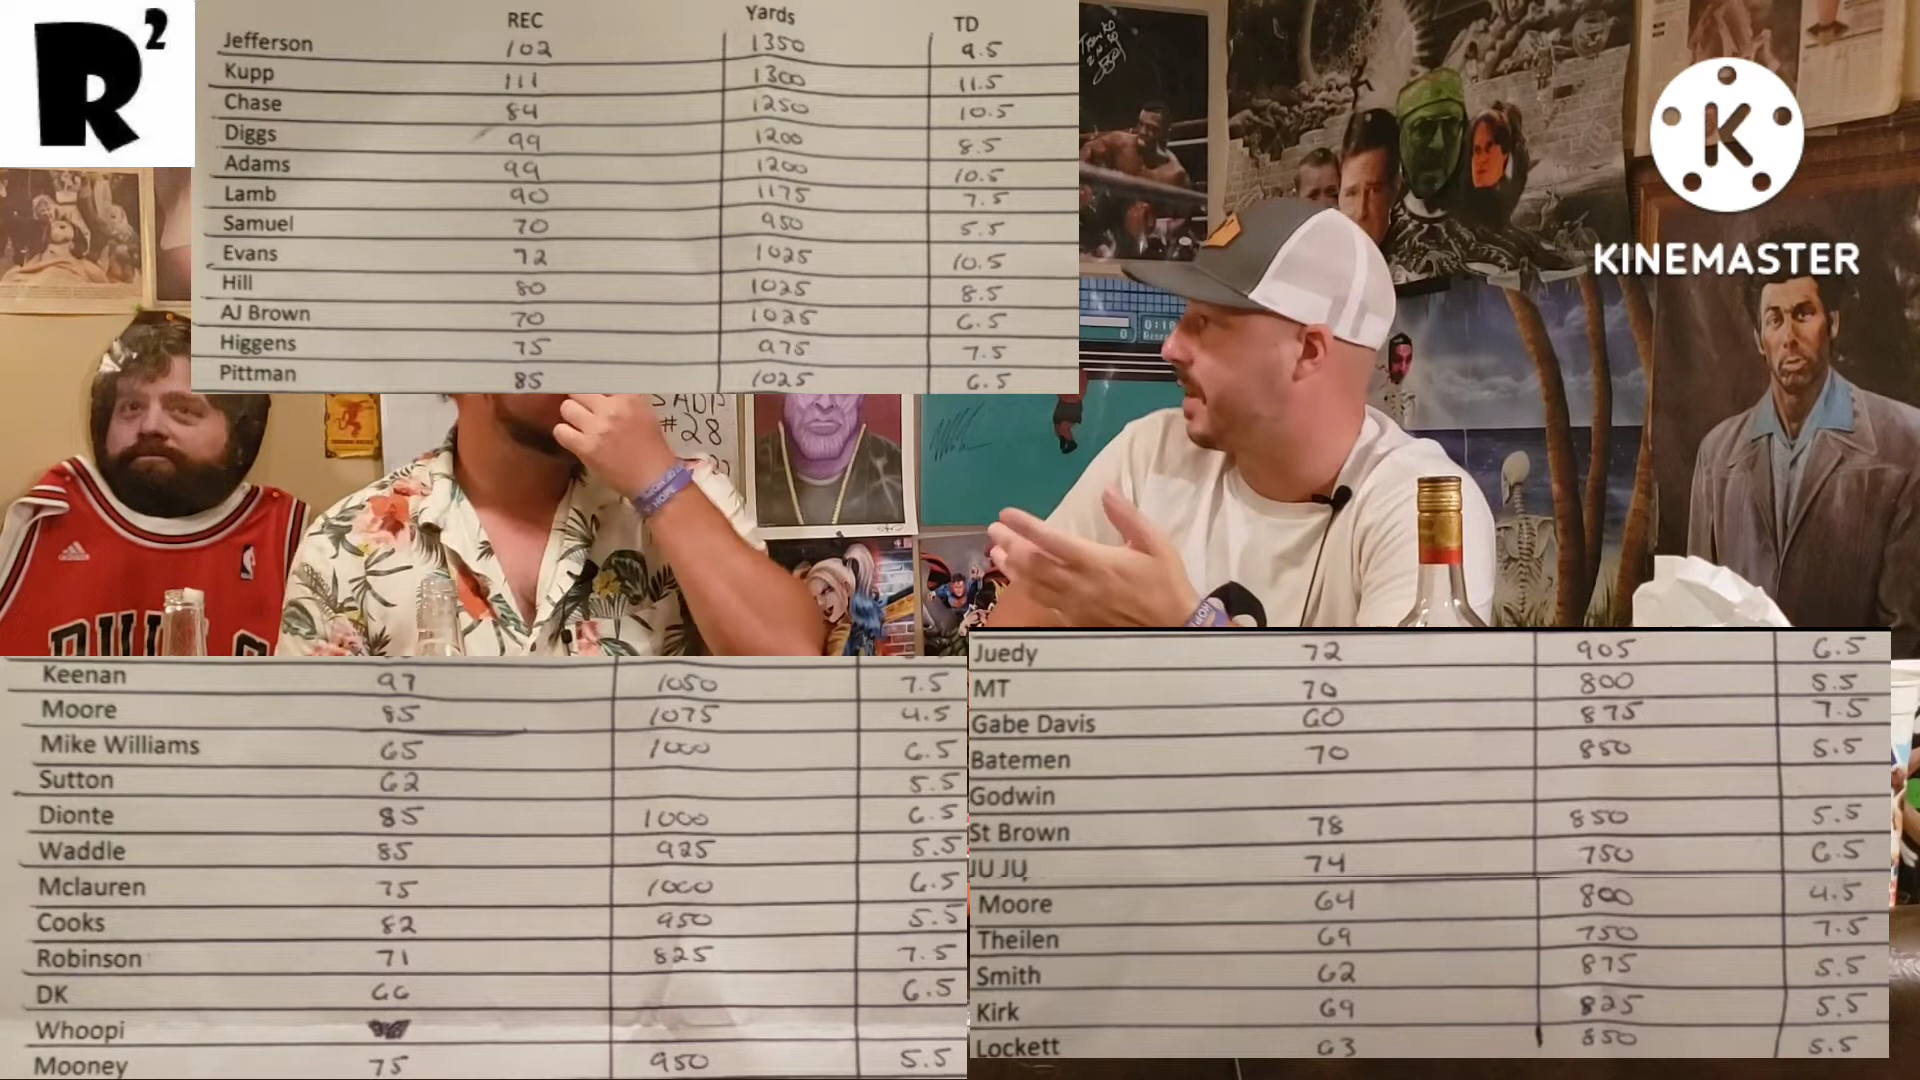 R2
REC Yards TD
Jefferson 102 1350 9.5
Kupp 111 1300 11.5
Chase 84 1250 10.5
Diggs 99 1200 8.5
Adams 99 1200 10.5
Lamb 90 1175 7.5
Samuel 70 950 5.5
Evans 72 1025 10.5
Hill 80 1025 8.5
AJ Brown 70 1025 6.5
Higgens 75 975 7.5
Pittman 85 1025 6.5
KINEMASTER
#28
adidas
Keenan 97 1050 7.5
Moore 85 1075 4.5
Mike Williams 65 1000 6.5
Sutton 62 5.5
Dionte 85 1000 6.5
Waddle 85 925 5.5
Mclauren 75 1000 6.5
Cooks 82 950 5.5
Robinson 71 825 7.5
DK 66 6.5
Whoopi
Mooney 75 950 5.5
Juedy 72 905 6.5
MT 70 800 5.5
Gabe Davis 60 875 7.5
Batemen 70 850 5.5
Godwin
St Brown 78 850 5.5
JU JU 74 750 6.5
Moore 64 800 4.5
Theilen 69 750 7.5
Smith 62 875 5.5
Kirk 69 825 5.5
Lockett 63 850 5.5